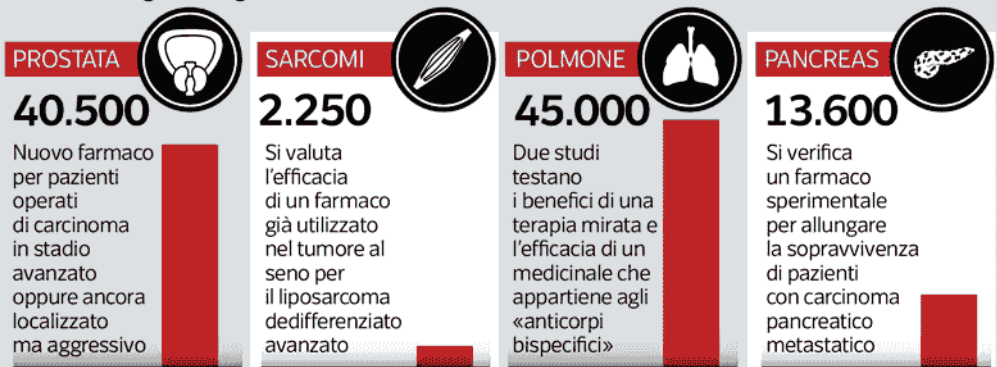 PROSTATA
40.500
Nuovo farmaco
per pazienti
operati
di carcinoma
in stadio
avanzato
oppure ancora
localizzato
ma aggressivo
SARCOMI
2.250
Si valuta
l'efficacia
di un farmaco
già utilizzato
nel tumore al
seno per
il liposarcoma
dedifferenziato
avanzato
POLMONE
45.000
Due studi
testano
i benefici di una
terapia mirata e
l'efficacia di un
medicinale che
appartiene agli
«anticorpi
bispecifici»
PANCREAS
13.600
Si verifica
un farmaco
sperimentale
per allungare
la sopravvivenza
di pazienti
con carcinoma
pancreatico
metastatico